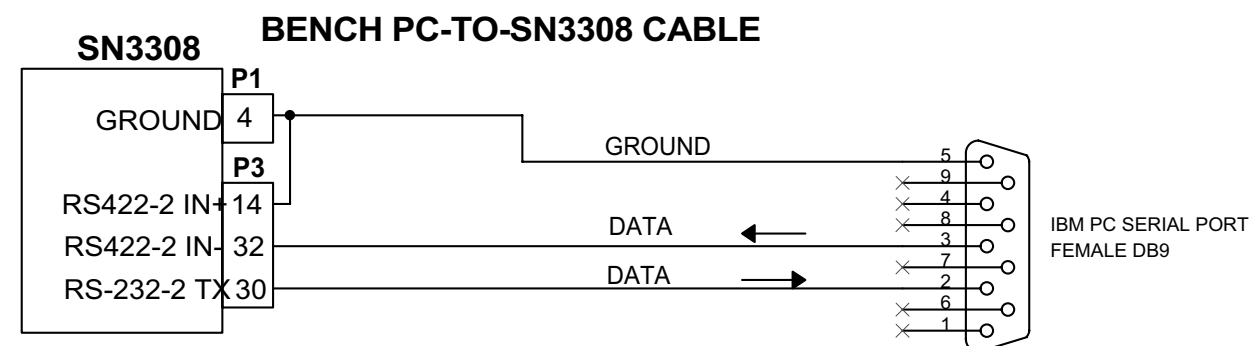 BENCH PC-TO-SN3308 CABLE
SN3308
P1
GROUND 4
GROUND
5
P3
9
RS422-2 IN+ 14
4
DATA
8
IBM PC SERIAL PORT
RS422-2 IN- 32
3
FEMALE DB9
7
DATA
RS-232-2 TX 30
2
6
1